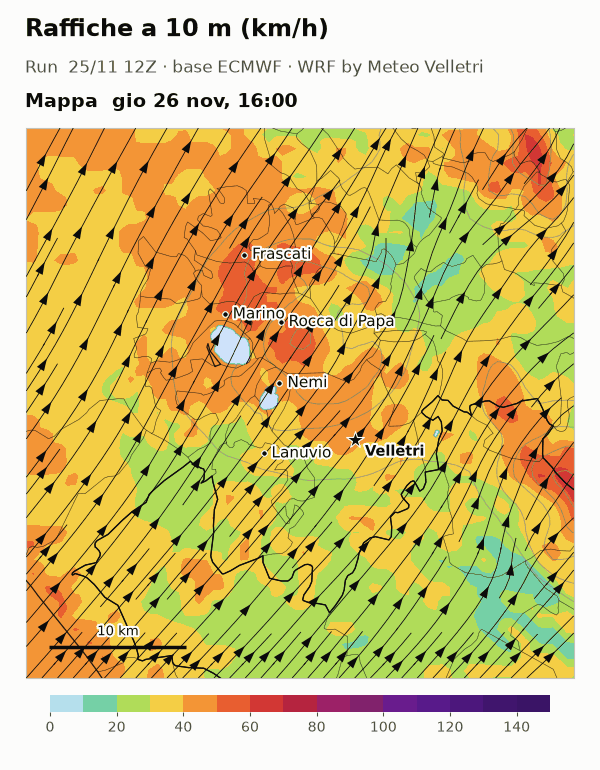 Raffiche a 10 m (km/h)
Run  25/11 12Z · base ECMWF · WRF by Meteo Velletri
Mappa  gio 26 nov, 16:00
Frascati
Marino
Rocca di Papa
Nemi
Velletri
Lanuvio
10 km
0 20 40 60 80 100 120 140